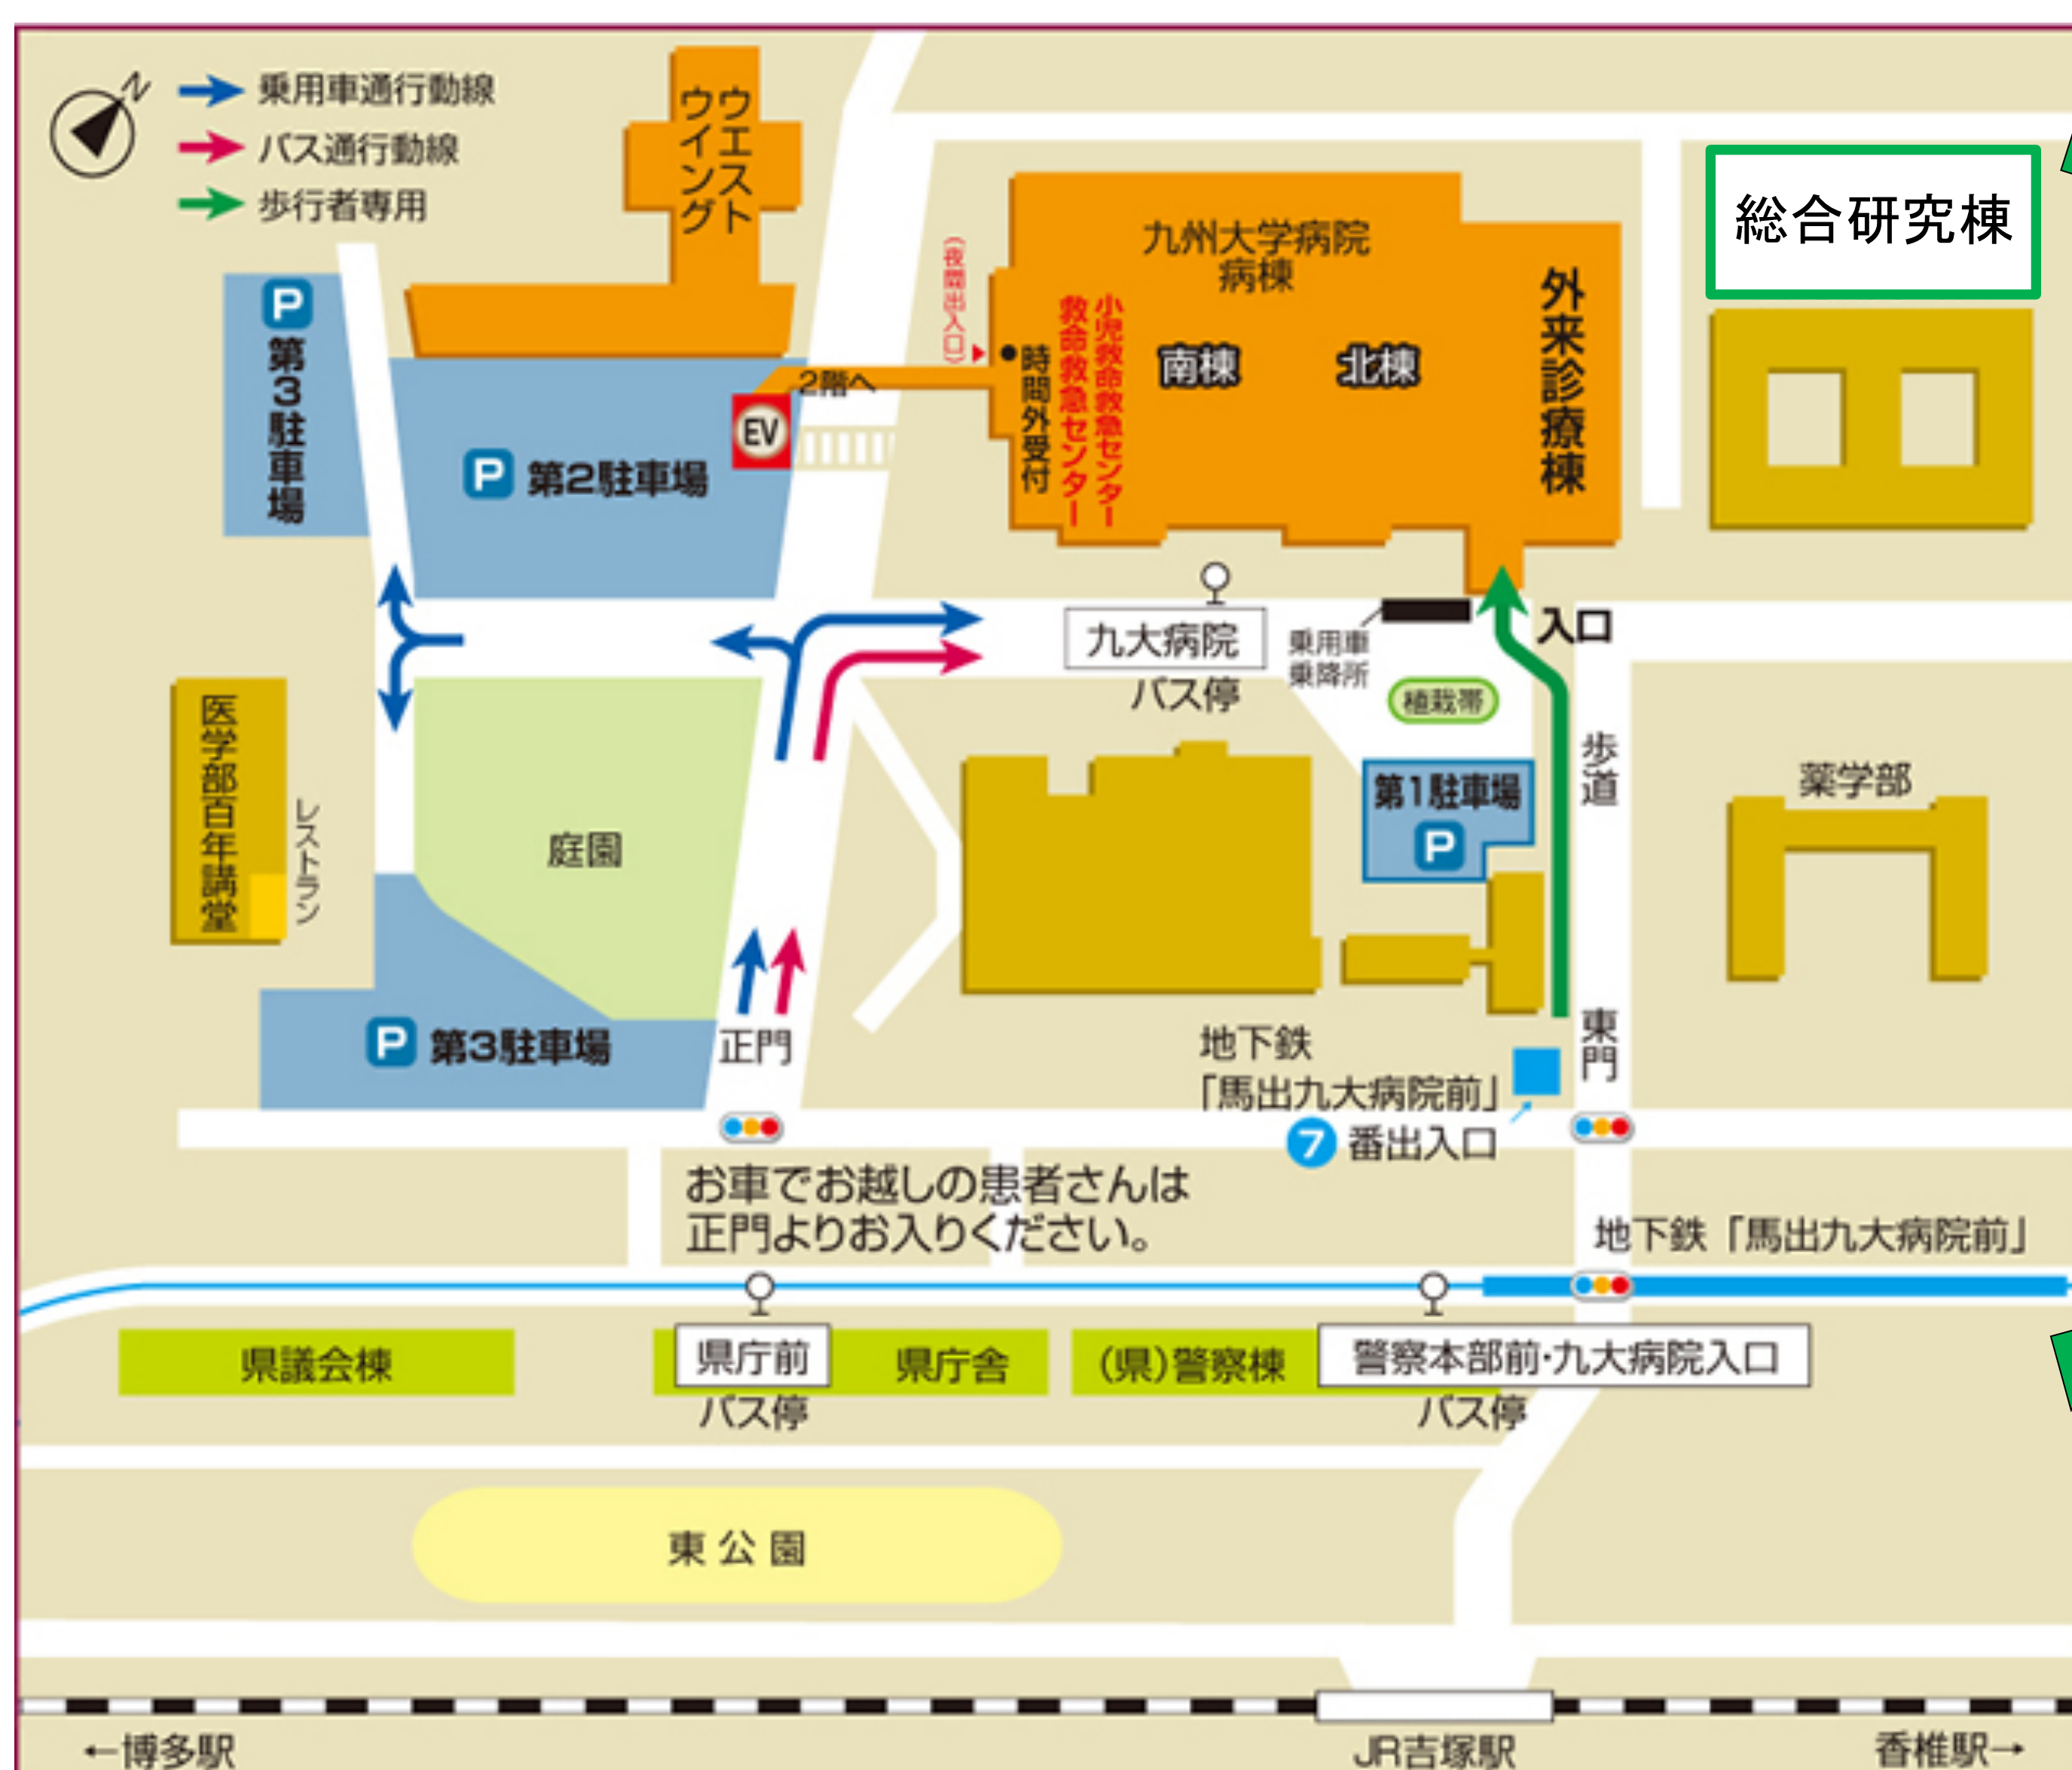 N
乗用車通行動線
バス通行動線
歩行者専用
ウエスト
ウイング
総合研究棟
九州大学病院
病棟
(夜間出入口)
時間外受付
小児救命救急センター
救命救急センター
南棟
北棟
外来診療棟
P
第3駐車場
2階へ
EV
P 第2駐車場
九大病院
バス停
乗用車
乗降所
入口
植栽帯
医学部百年講堂
レストラン
庭園
第1駐車場
P
歩道
薬学部
P 第3駐車場
正門
地下鉄
「馬出九大病院前」
7 番出入口
東門
お車でお越しの患者さんは
正門よりお入りください。
地下鉄「馬出九大病院前」
県議会棟
県庁前
バス停
県庁舎
(県)警察棟
警察本部前・九大病院入口
バス停
東公園
←博多駅
JR吉塚駅
香椎駅→